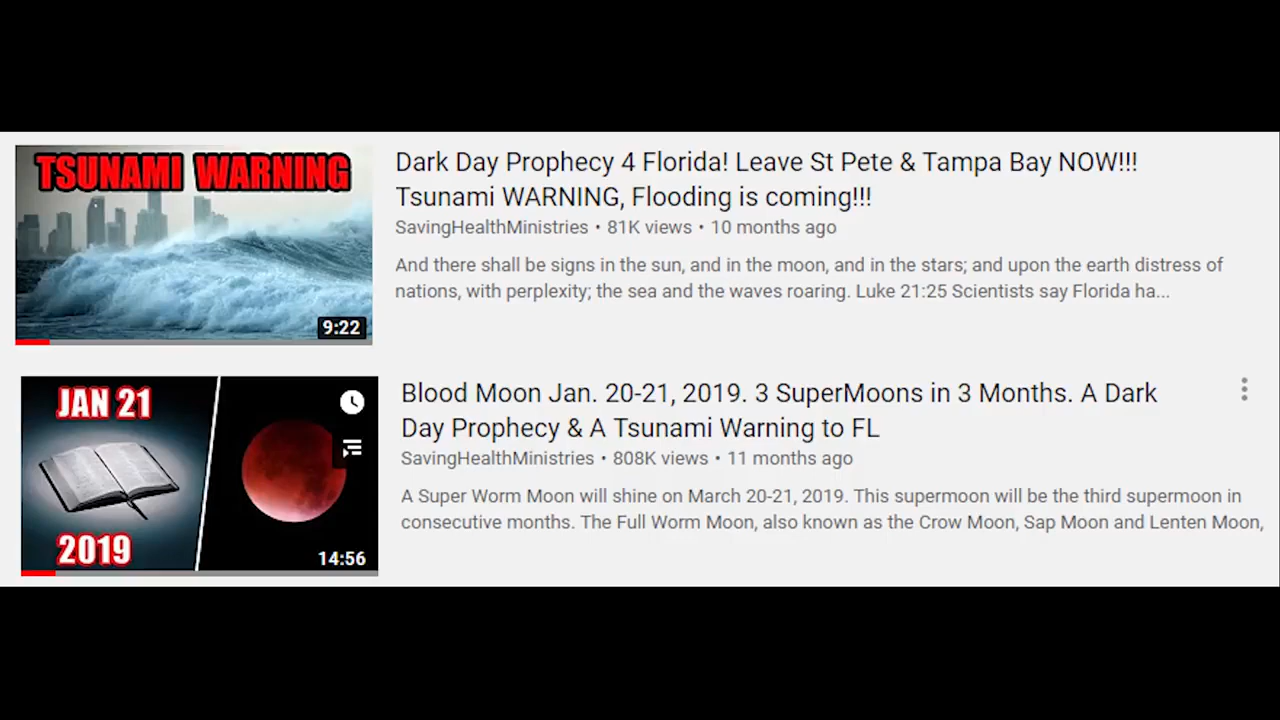 TSUNAMI WARNING
9:22
Dark Day Prophecy 4 Florida! Leave St Pete & Tampa Bay NOW!!!
Tsunami WARNING, Flooding is coming!!!
SavingHealthMinistries • 81K views • 10 months ago
And there shall be signs in the sun, and in the moon, and in the stars; and upon the earth distress of
nations, with perplexity; the sea and the waves roaring. Luke 21:25 Scientists say Florida ha...
JAN 21
2019
14:56
Blood Moon Jan. 20-21, 2019. 3 SuperMoons in 3 Months. A Dark
Day Prophecy & A Tsunami Warning to FL
SavingHealthMinistries • 808K views • 11 months ago
A Super Worm Moon will shine on March 20-21, 2019. This supermoon will be the third supermoon in
consecutive months. The Full Worm Moon, also known as the Crow Moon, Sap Moon and Lenten Moon,